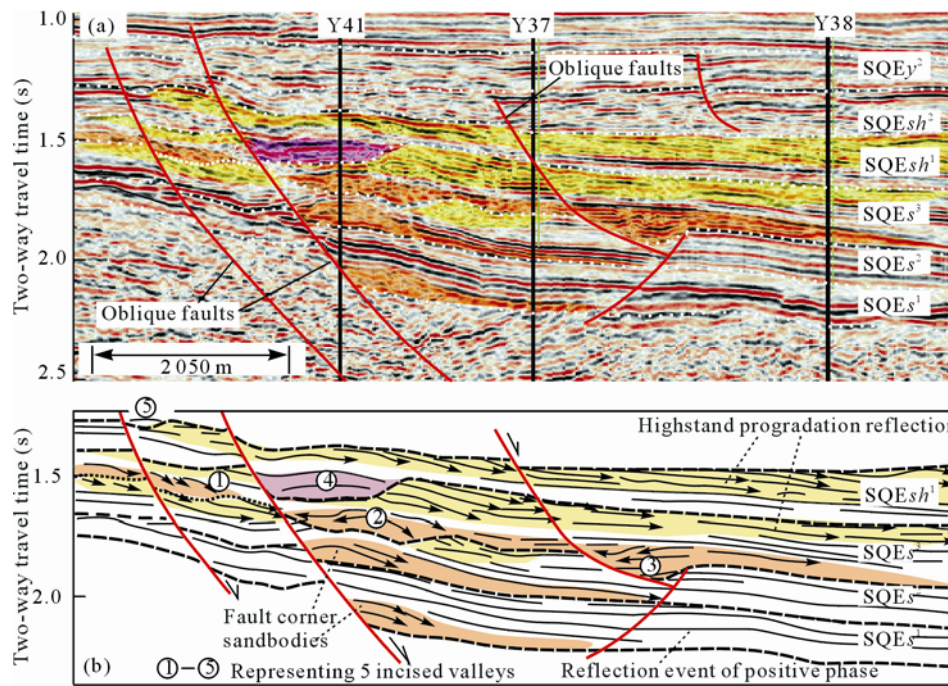 (a)
Y41
Y37
Y38
1.0
1.5
2.0
2.5
Two-way travel time (s)
Oblique faults
SQEy²
SQEsh²
SQEsh¹
SQEs³
SQEs²
SQEs¹
Oblique faults
2 050 m
⑤
Highstand progradation reflection
1.5
2.0
Two-way travel time (s)
①
④
②
③
SQEsh¹
SQEs
SQEs²
SQEs¹
Fault corner
sandbodies
(b)
①–⑤ Representing 5 incised valleys
Reflection event of positive phase